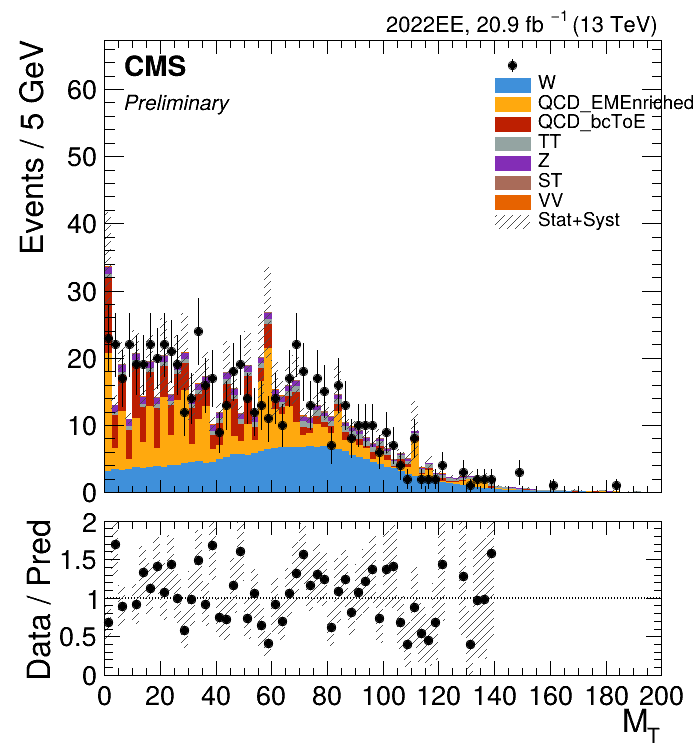 2022EE, 20.9 fb ⁻¹ (13 TeV)
CMS
Preliminary
W
QCD_EMEnriched
QCD_bcToE
TT
Z
ST
VV
Stat+Syst
Events / 5 GeV
60
50
40
30
20
10
0
Data / Pred
2
1.5
1
0.5
0
0 20 40 60 80 100 120 140 160 180 200
M_T